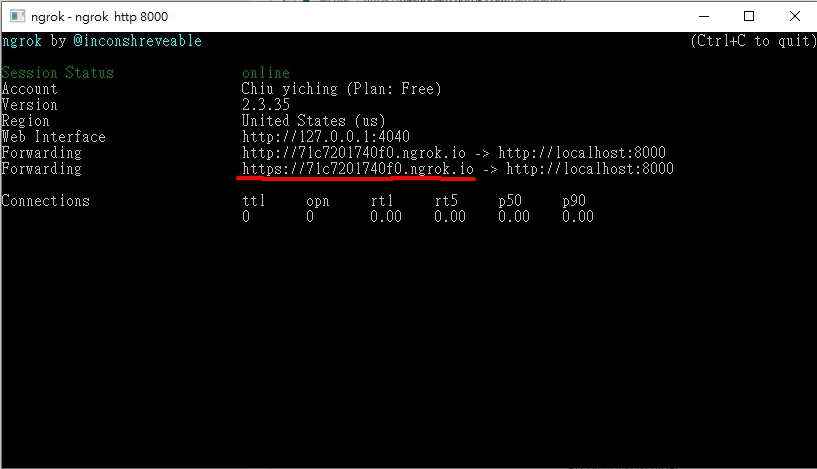 ngrok - ngrok http 8000
ngrok by @inconshreveable (Ctrl+C to quit)
Session Status online
Account Chiu yiching (Plan: Free)
Version 2.3.35
Region United States (us)
Web Interface http://127.0.0.1:4040
Forwarding http://71c7201740f0.ngrok.io -> http://localhost:8000
Forwarding https://71c7201740f0.ngrok.io -> http://localhost:8000
Connections ttl opn rt1 rt5 p50 p90
0 0 0.00 0.00 0.00 0.00